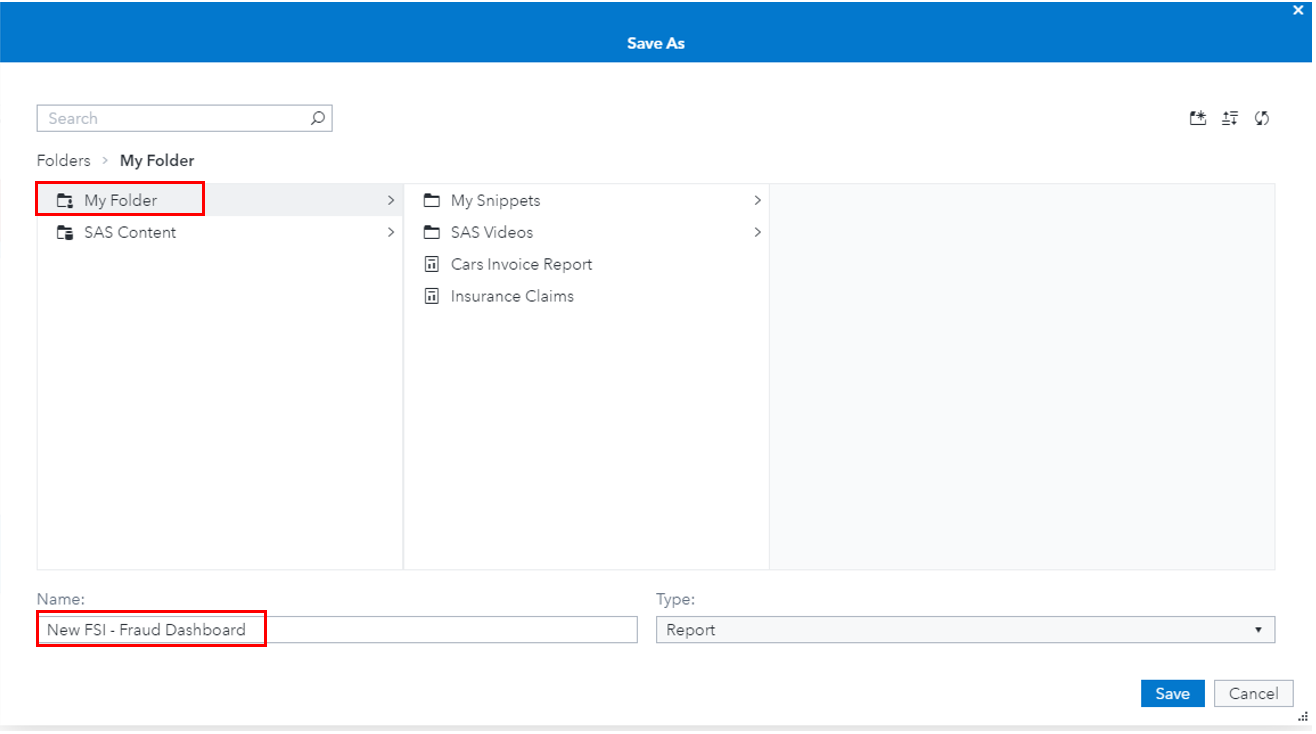 Save As
Search
Folders > My Folder
My Folder
SAS Content
My Snippets
SAS Videos
Cars Invoice Report
Insurance Claims
Name:
Type:
New FSI - Fraud Dashboard
Report
Save
Cancel